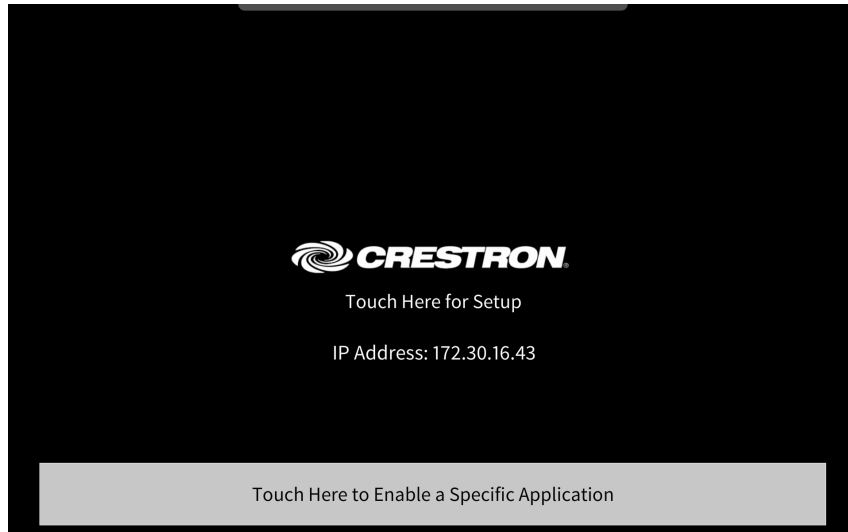 CRESTRON®
Touch Here for Setup
IP Address: 172.30.16.43
Touch Here to Enable a Specific Application